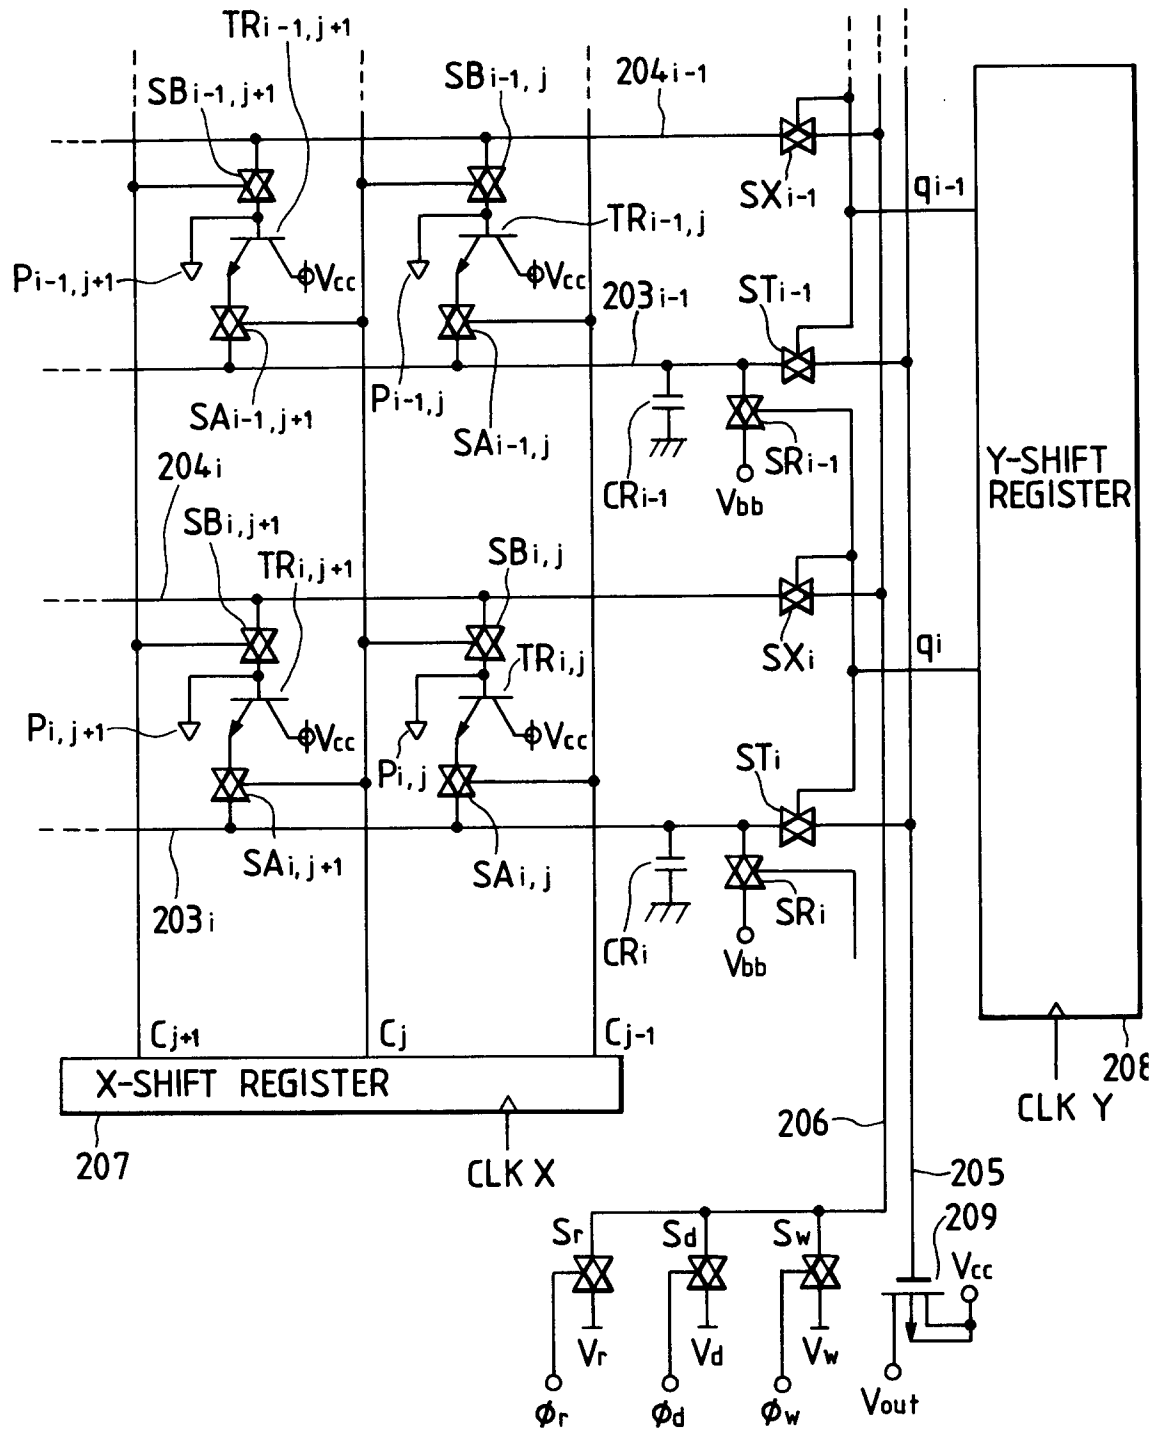 TRi-1, j+1
SBi-1, j+1
SBi-1, j
204i-1
SXi-1
qi-1
TRi-1, j
Pi-1, j+1
Vcc
Vcc
203i-1
STi-1
Pi-1, j
SAi-1, j+1
SAi-1, j
CRi-1
SRi-1
Vbb
Y-SHIFT
REGISTER
204i
SBi, j+1
TRi, j+1
SBi, j
TRi, j
SXi
qi
Pi, j+1
Vcc
Vcc
Pi, j
STi
SAi, j+1
SAi, j
203i
CRi
SRi
Vbb
Cj+1
Cj
Cj-1
X-SHIFT REGISTER
207
CLK X
208
CLK Y
206
205
209
Sr
Sd
Sw
Vcc
Vr
Vd
Vw
Vout
ϕr
ϕd
ϕw